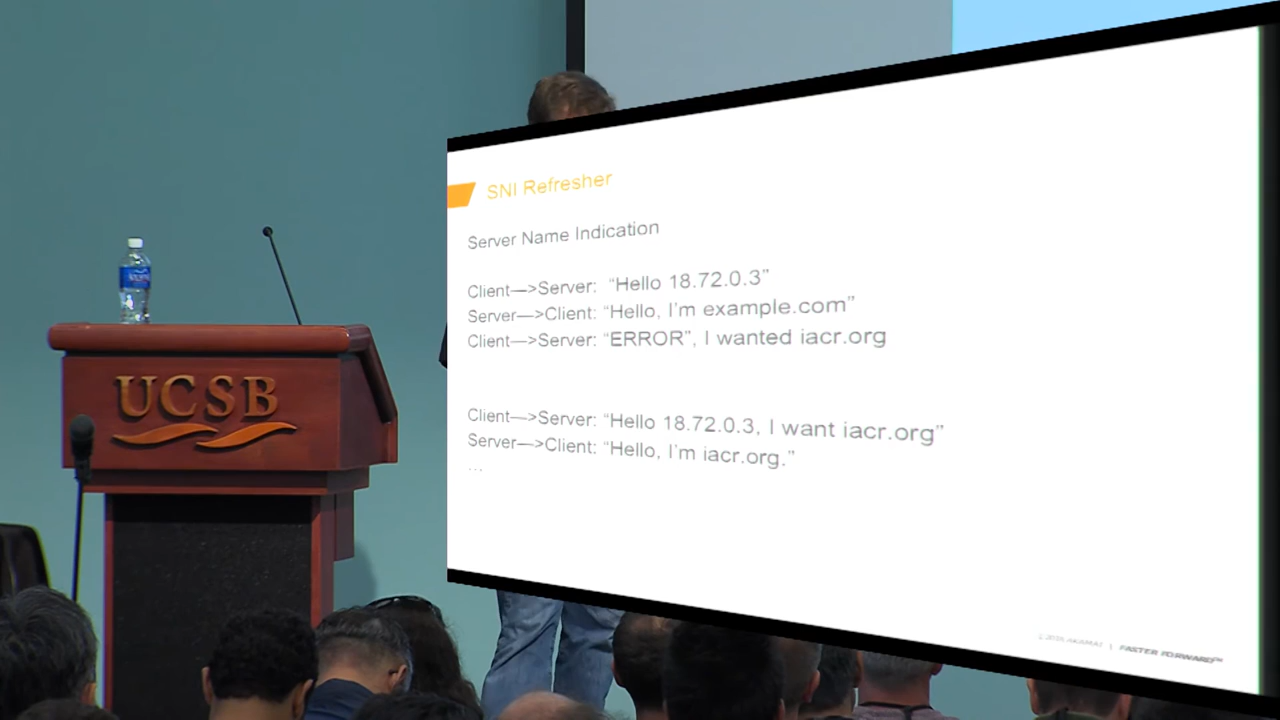 SNI Refresher
Server Name Indication
Client—>Server:  “Hello 18.72.0.3”
Server—>Client: “Hello, I’m example.com”
Client—>Server: “ERROR”, I wanted iacr.org
Client—>Server: “Hello 18.72.0.3, I want iacr.org”
Server—>Client: “Hello, I’m iacr.org.”
...
| FASTER FORWARD™
UCSB